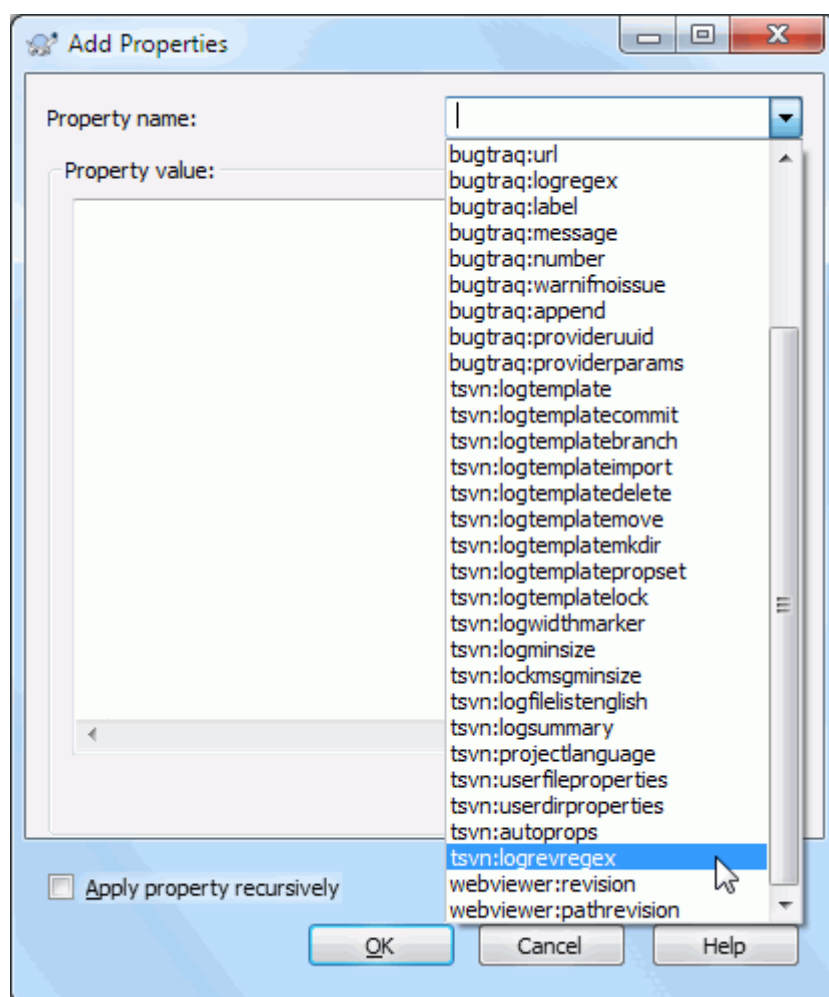 Add Properties
Property name:
Property value:
bugtraq:url
bugtraq:logregex
bugtraq:label
bugtraq:message
bugtraq:number
bugtraq:warnifnoissue
bugtraq:append
bugtraq:provideruuid
bugtraq:providerparams
tsvn:logtemplate
tsvn:logtemplatecommit
tsvn:logtemplatebranch
tsvn:logtemplateimport
tsvn:logtemplatedelete
tsvn:logtemplatemove
tsvn:logtemplatemkdir
tsvn:logtemplatepropset
tsvn:logtemplatelock
tsvn:logwidthmarker
tsvn:logminsize
tsvn:lockmsgminsize
tsvn:logfilelistenglish
tsvn:logsummary
tsvn:projectlanguage
tsvn:userfileproperties
tsvn:userdirproperties
tsvn:autoprops
tsvn:logrevregex
webviewer:revision
webviewer:pathrevision
Apply property recursively
OK Cancel Help